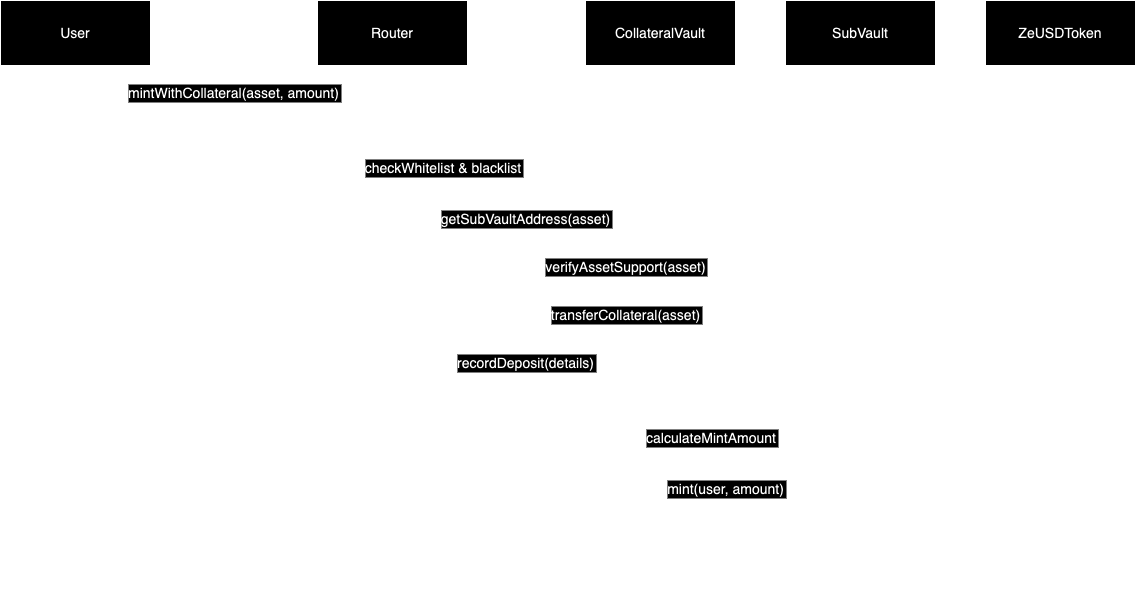 User
Router
CollateralVault
SubVault
ZeUSDToken
mintWithCollateral(asset, amount)
checkWhitelist & blacklist
getSubVaultAddress(asset)
verifyAssetSupport(asset)
transferCollateral(asset)
recordDeposit(details)
calculateMintAmount
mint(user, amount)